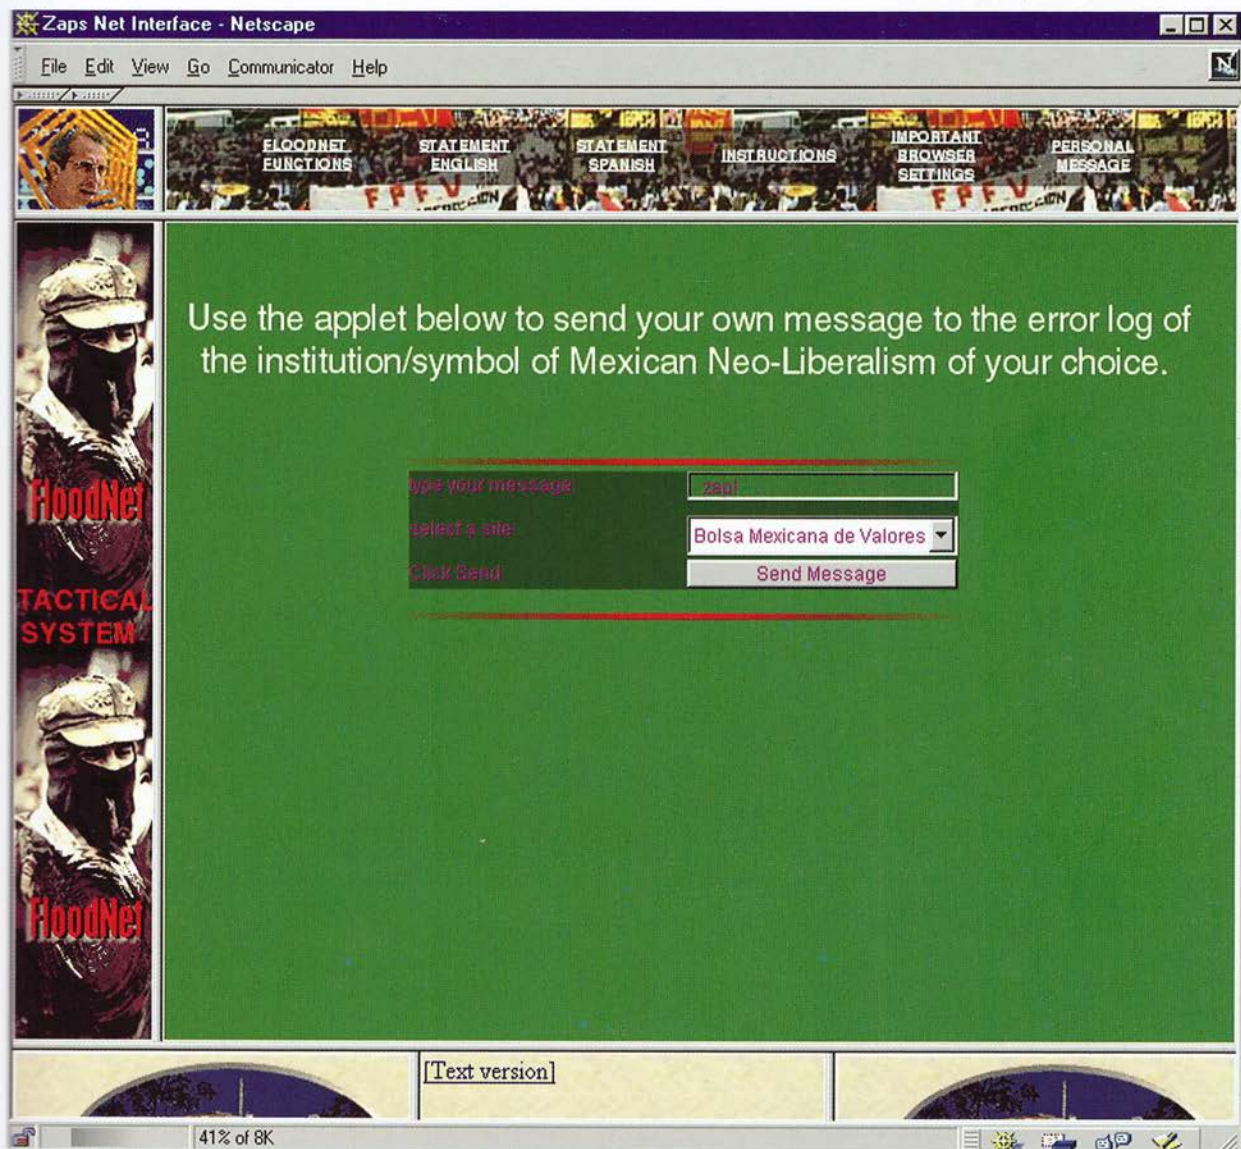 Zaps Net Interface - Netscape
File Edit View Go Communicator Help
FLOODNET FUNCTIONS
STATEMENT ENGLISH
STATEMENT SPANISH
INSTRUCTIONS
IMPORTANT BROWSER SETTINGS
PERSONAL MESSAGE
FPFV
FPFV
Use the applet below to send your own message to the error log of
the institution/symbol of Mexican Neo-Liberalism of your choice.
type your message:
zap!
select a site:
Bolsa Mexicana de Valores
Click Send
Send Message
FloodNet
TACTICAL
SYSTEM
FloodNet
[Text version]
41% of 8K